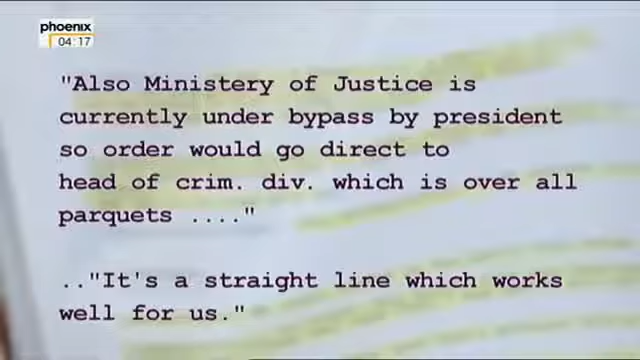 phoenix
04:17
"Also Ministery of Justice is
currently under bypass by president
so order would go direct to
head of crim. div. which is over all
parquets ...."
.."It's a straight line which works
well for us."